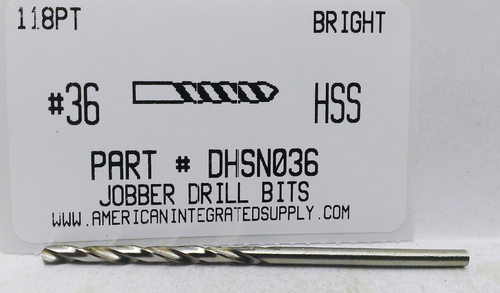 118PT BRIGHT
#36 HSS
PART # DHSN036
JOBBER DRILL BITS
WWW.AMERICANINTEGRATEDSUPPLY.COM